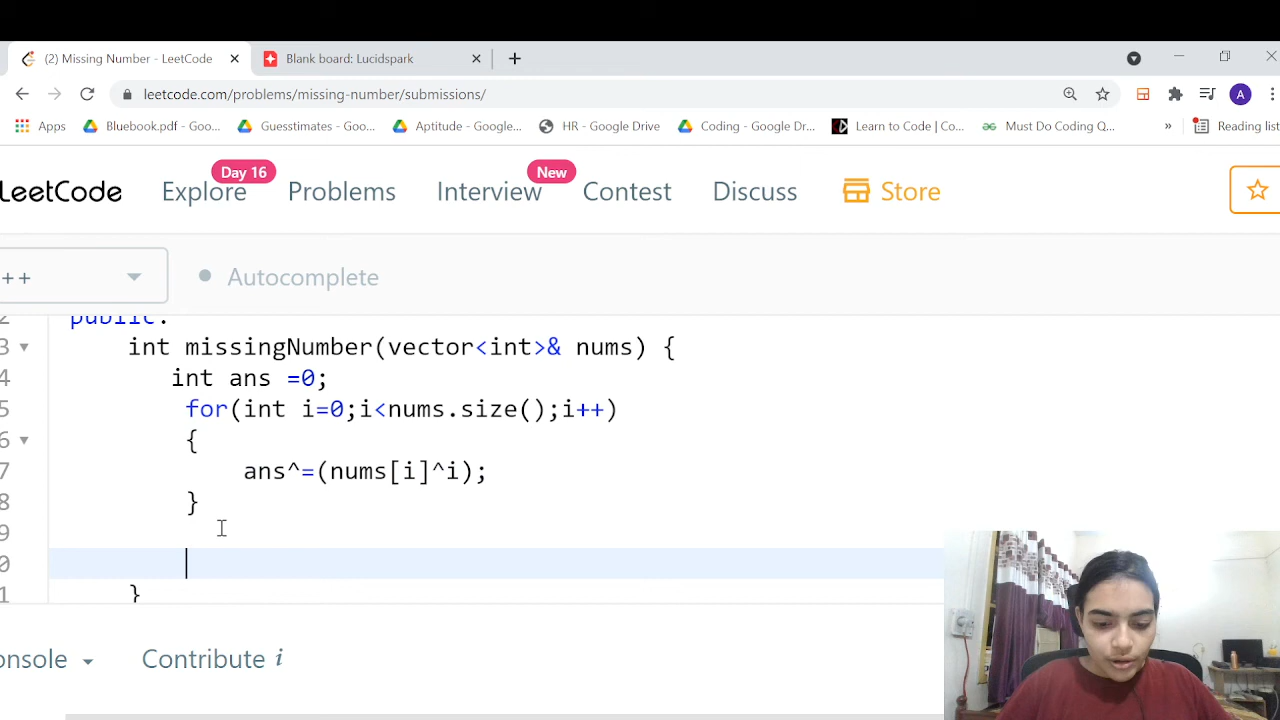 (2) Missing Number - LeetCode
Blank board: Lucidspark
leetcode.com/problems/missing-number/submissions/
A
Apps
Bluebook.pdf - Goo...
Guesstimates - Goo...
Aptitude - Google...
HR - Google Drive
Coding - Google Dr...
Learn to Code | Co...
Must Do Coding Q...
»
Reading list
Day 16
New
LeetCode
Explore
Problems
Interview
Contest
Discuss
Store
++
Autocomplete
2 public:
3 int missingNumber(vector<int>& nums) {
4 int ans =0;
5 for(int i=0;i<nums.size();i++)
6 {
7 ans^=(nums[i]^i);
8 }
9
0
1 }
onsole
Contribute i